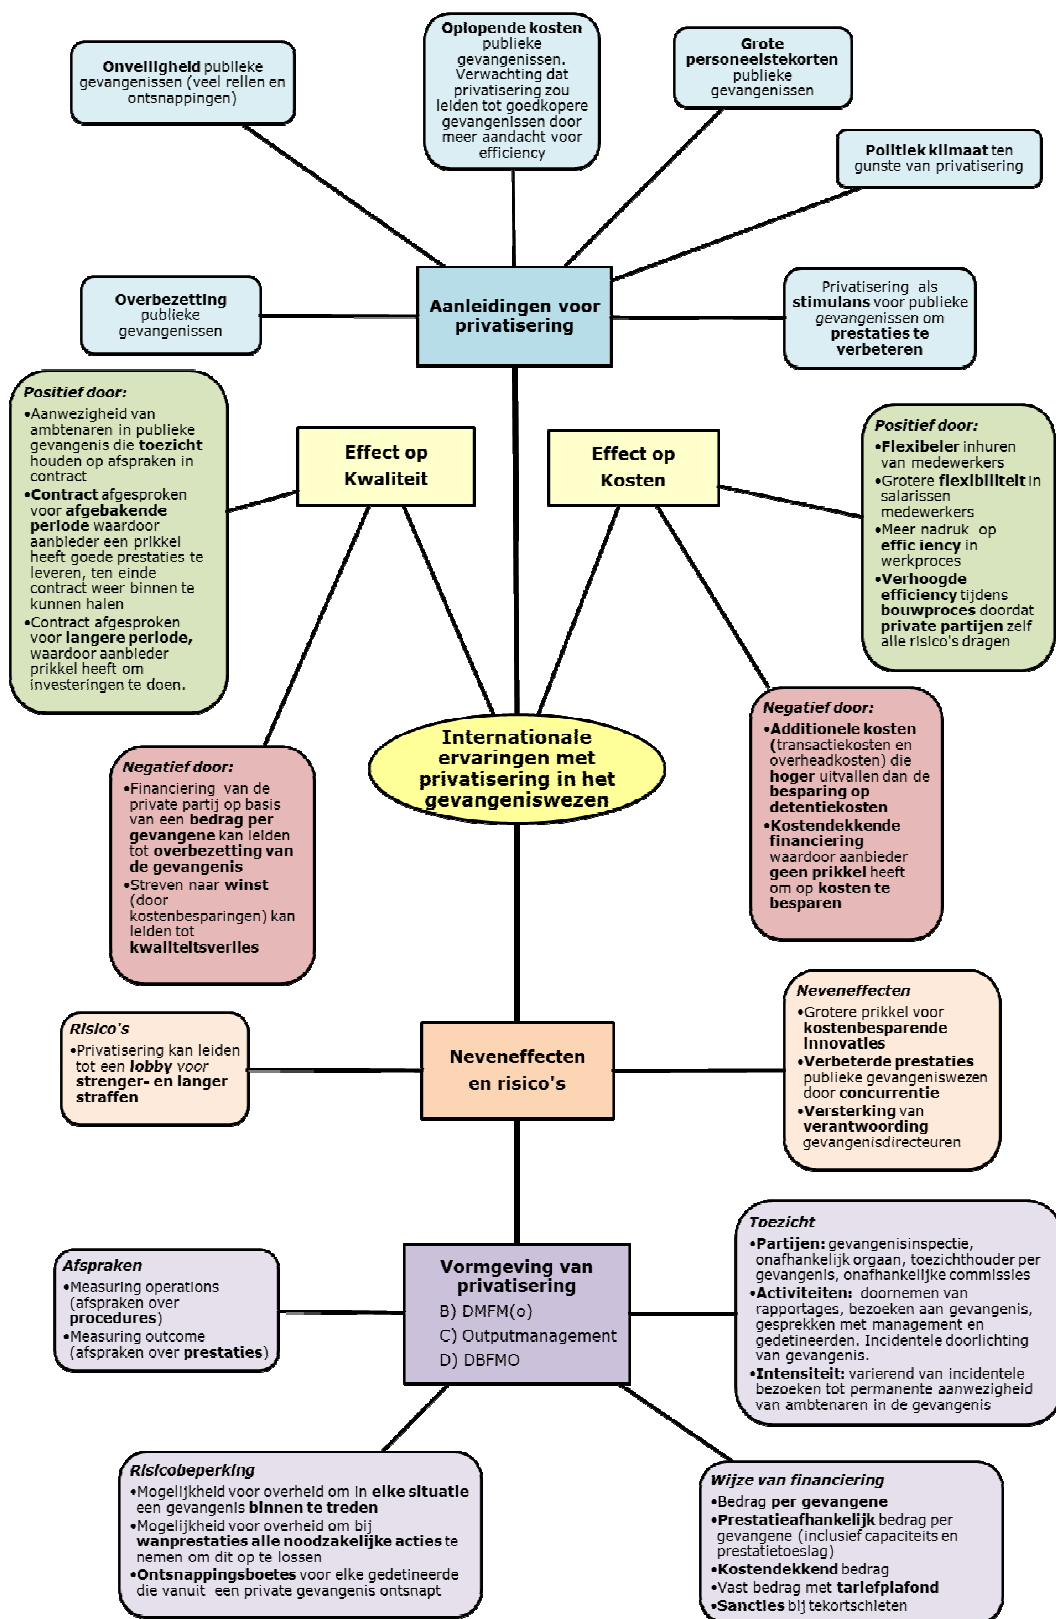 Onveiligheid publieke
gevangenissen (veel rellen en
ontsnappingen)
Oplopende kosten
publieke
gevangenissen.
Verwachting dat
privatisering zou
leiden tot goedkopere
gevangenissen door
meer aandacht voor
efficiency
Grote
personeelstekorten
publieke
gevangenissen
Politiek klimaat ten
gunste van privatisering
Overbezetting
publieke
gevangenissen
Aanleidingen voor
privatisering
Privatisering als
stimulans voor publieke
gevangenissen om
prestaties te
verbeteren
Positief door:
•Aanwezigheid van
ambtenaren in publieke
gevangenis die toezicht
houden op afspraken in
contract
•Contract afgesproken
voor afgebakende
periode waardoor
aanbieder een prikkel
heeft goede prestaties te
leveren, ten einde
contract weer binnen te
kunnen halen
•Contract afgesproken
voor langere periode,
waardoor aanbieder
prikkel heeft om
investeringen te doen.
Effect op
Kwaliteit
Effect op
Kosten
Positief door:
•Flexibeler inhuren
van medewerkers
•Grotere flexibiliteit in
salarissen
medewerkers
•Meer nadruk op
effic iency in
werkproces
•Verhoogde
efficiency tijdens
bouwproces doordat
private partijen zelf
alle risico's dragen
Negatief door:
•Financiering van de
private partij op basis
van een bedrag per
gevangene kan leiden
tot overbezetting van
de gevangenis
•Streven naar winst
(door
kostenbesparingen) kan
leiden tot
kwaliteitsverlies
Internationale
ervaringen met
privatisering in het
gevangeniswezen
Negatief door:
•Additionele kosten
(transactiekosten en
overheadkosten) die
hoger uitvallen dan de
besparing op
detentiekosten
•Kostendekkende
financiering
waardoor aanbieder
geen prikkel heeft
om op kosten te
besparen
Risico's
•Privatisering kan leiden
tot een lobby voor
strenger- en langer
straffen
Neveneffecten
en risico's
Neveneffecten
•Grotere prikkel voor
kostenbesparende
innovaties
•Verbeterde prestaties
publieke gevangeniswezen
door concurrentie
•Versterking van
verantwoording
gevangenisdirecteuren
Afspraken
•Measuring operations
(afspraken over
procedures)
•Measuring outcome
(afspraken over prestaties)
Vormgeving van
privatisering
B) DMFM(o)
C) Outputmanagement
D) DBFMO
Toezicht
•Partijen: gevangenisinspectie,
onafhankelijk orgaan, toezichthouder per
gevangenis, onafhankelijke commissies
•Activiteiten: doornemen van
rapportages, bezoeken aan gevangenis,
gesprekken met management en
gedetineerden. Incidentele doorlichting
van gevangenis.
•Intensiteit: varierend van incidentele
bezoeken tot permanente aanwezigheid
van ambtenaren in de gevangenis
Risicobeperking
•Mogelijkheid voor overheid om in elke situatie
een gevangenis binnen te treden
•Mogelijkheid voor overheid om bij
wanprestaties alle noodzakelijke acties te
nemen om dit op te lossen
•Ontsnappingsboetes voor elke gedetineerde
die vanuit een private gevangenis ontsnapt
Wijze van financiering
•Bedrag per gevangene
•Prestatieafhankelijk bedrag per
gevangene (inclusief capaciteits en
prestatietoeslag)
•Kostendekkend bedrag
•Vast bedrag met tariefplafond
•Sancties bij tekortschieten